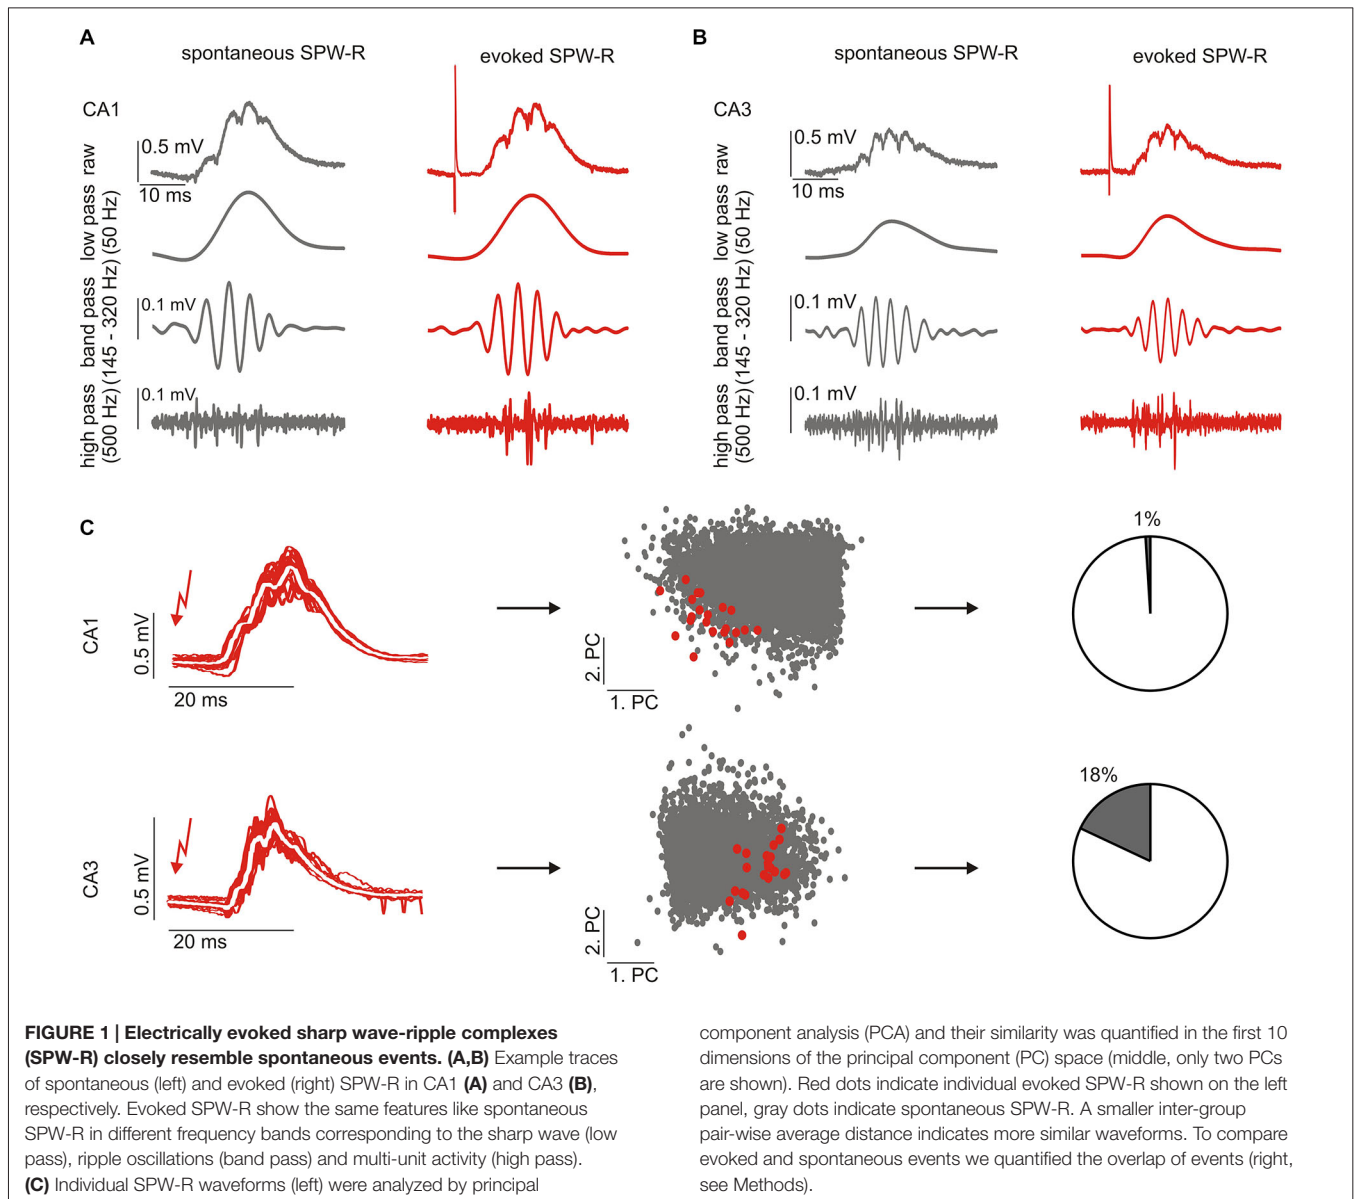 A
spontaneous SPW-R
evoked SPW-R
CA1
raw
0.5 mV
10 ms
low pass
(50 Hz)
band pass
(145 - 320 Hz)
0.1 mV
high pass
(500 Hz)
0.1 mV
B
spontaneous SPW-R
evoked SPW-R
CA3
raw
0.5 mV
10 ms
low pass
(50 Hz)
band pass
(145 - 320 Hz)
0.1 mV
high pass
(500 Hz)
0.1 mV
C
CA1
0.5 mV
20 ms
2. PC
1. PC
1%
CA3
0.5 mV
20 ms
2. PC
1. PC
18%
FIGURE 1 | Electrically evoked sharp wave-ripple complexes
(SPW-R) closely resemble spontaneous events. (A,B) Example traces
of spontaneous (left) and evoked (right) SPW-R in CA1 (A) and CA3 (B),
respectively. Evoked SPW-R show the same features like spontaneous
SPW-R in different frequency bands corresponding to the sharp wave (low
pass), ripple oscillations (band pass) and multi-unit activity (high pass).
(C) Individual SPW-R waveforms (left) were analyzed by principal
component analysis (PCA) and their similarity was quantified in the first 10
dimensions of the principal component (PC) space (middle, only two PCs
are shown). Red dots indicate individual evoked SPW-R shown on the left
panel, gray dots indicate spontaneous SPW-R. A smaller inter-group
pair-wise average distance indicates more similar waveforms. To compare
evoked and spontaneous events we quantified the overlap of events (right,
see Methods).